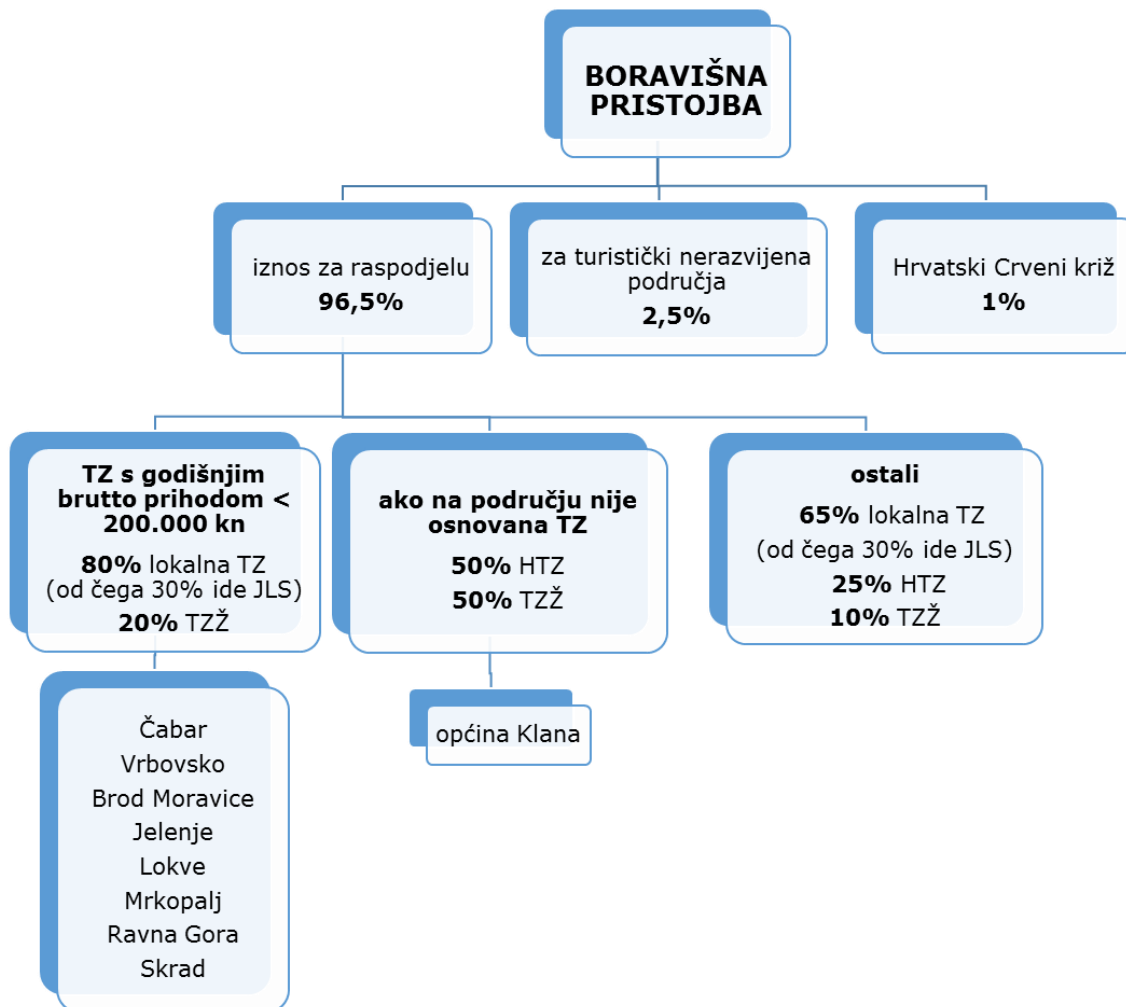 BORAVIŠNA
PRISTOJBA
iznos za raspodjelu
96,5%
za turistički nerazvijena
područja
2,5%
Hrvatski Crveni križ
1%
TZ s godišnjim
brutto prihodom <
200.000 kn
80% lokalna TZ
(od čega 30% ide JLS)
20% TZŽ
ako na području nije
osnovana TZ
50% HTZ
50% TZŽ
ostali
65% lokalna TZ
(od čega 30% ide JLS)
25% HTZ
10% TZŽ
Čabar
Vrbovsko
Brod Moravice
Jelenje
Lokve
Mrkopalj
Ravna Gora
Skrad
općina Klana